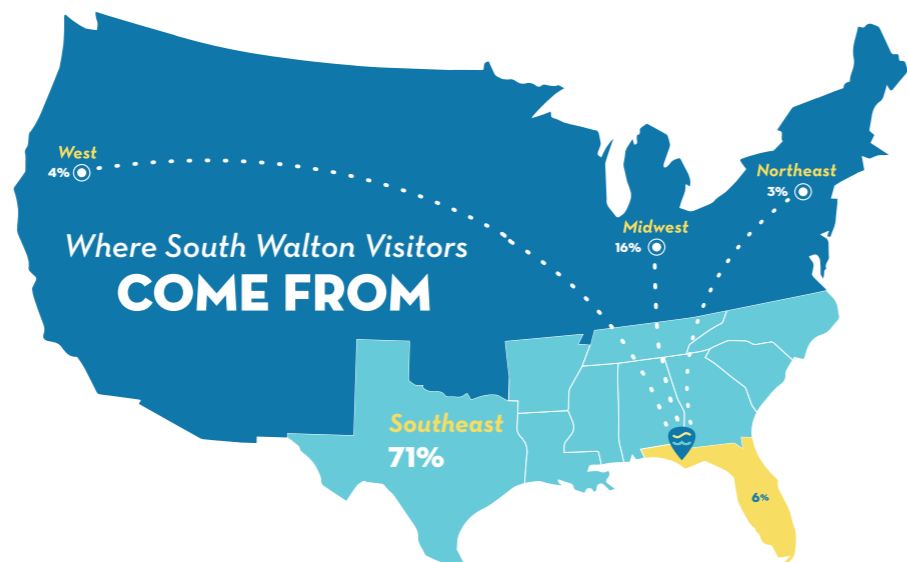 West
4%
Northeast
3%
Midwest
16%
Where South Walton Visitors
COME FROM
Southeast
71%
6%